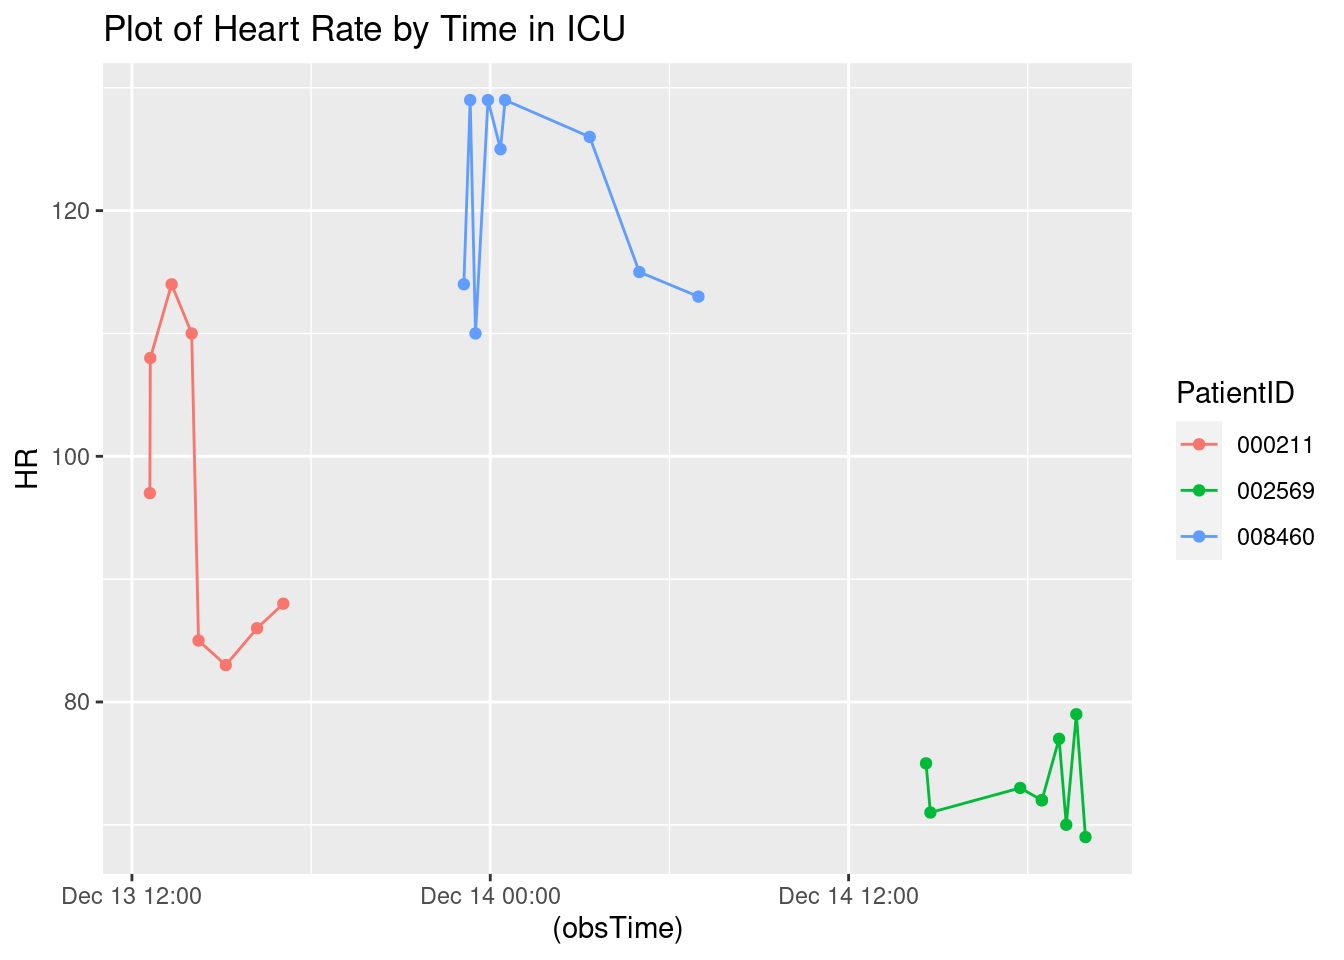 Plot of Heart Rate by Time in ICU
120
100
80
HR
Dec 13 12:00
Dec 14 00:00
Dec 14 12:00
(obsTime)
PatientID
000211
002569
008460